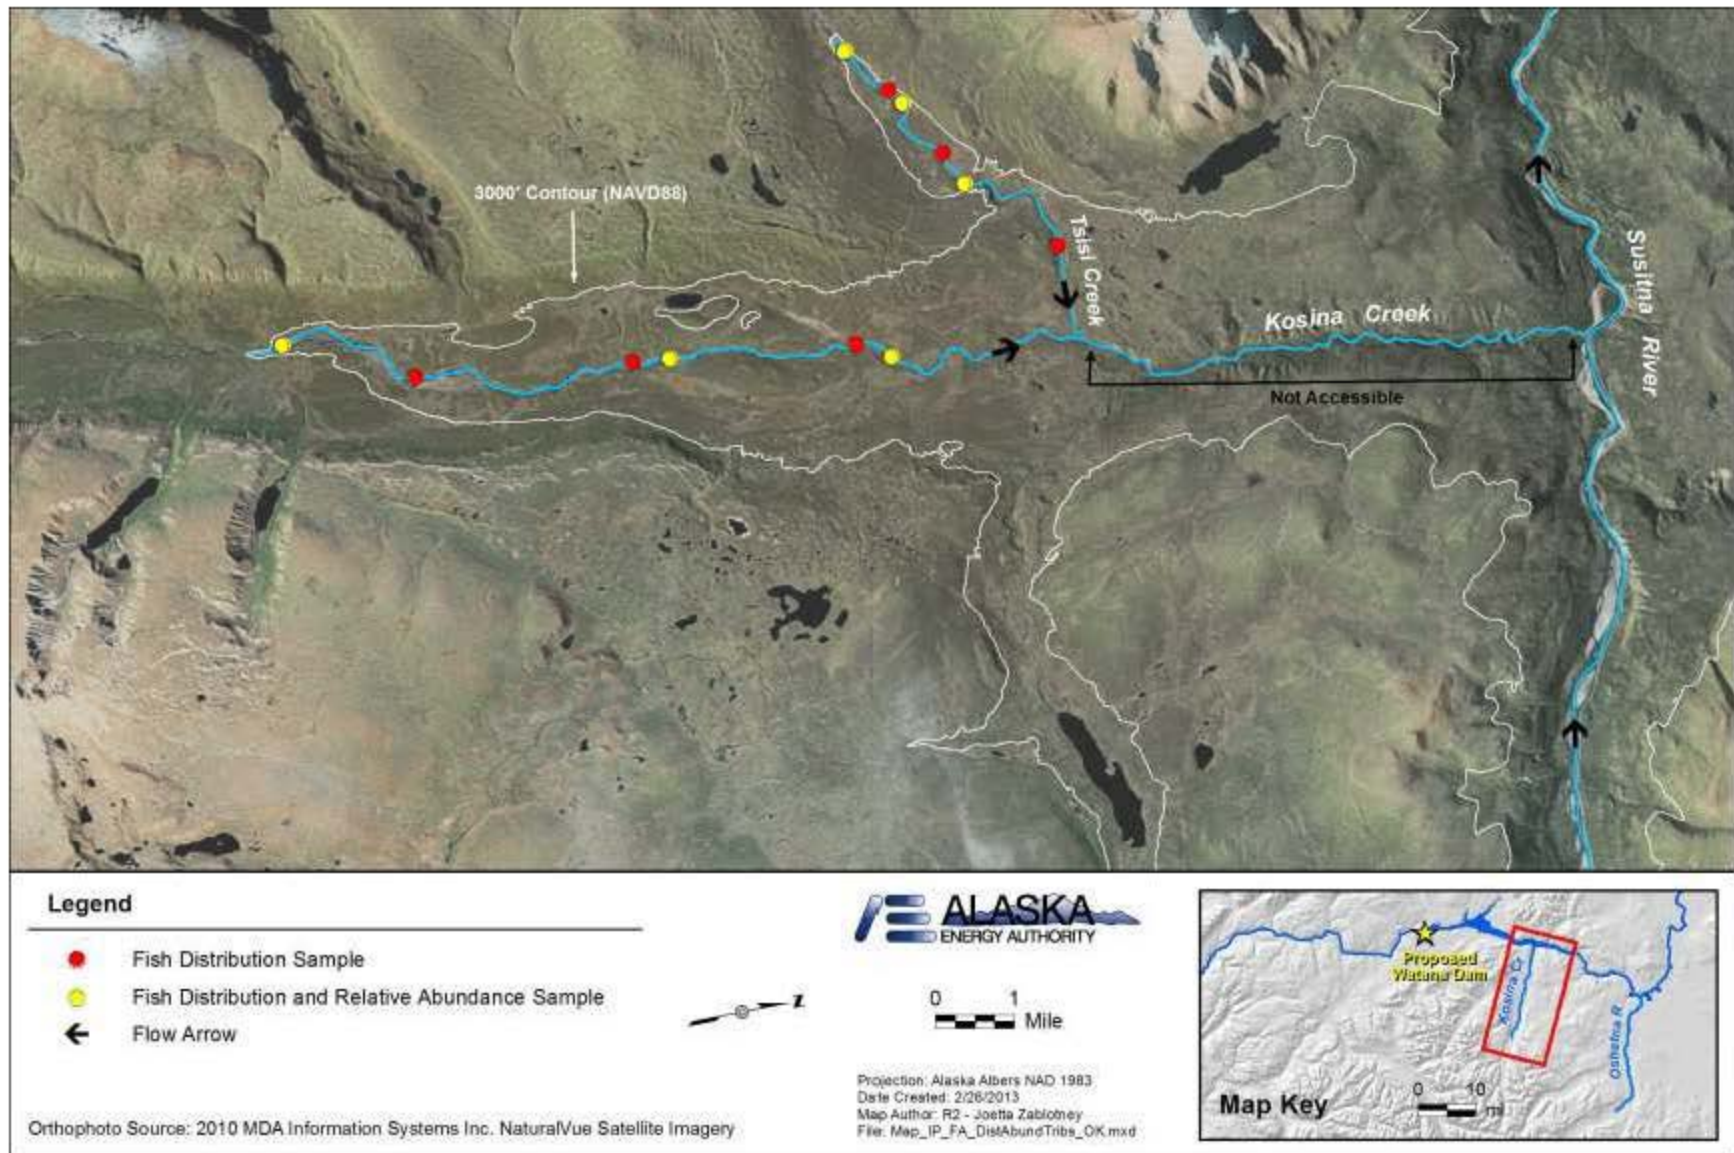 3000' Contour (NAVD88)
Tsisi Creek
Kosina Creek
Susitna River
Not Accessible
Legend
Fish Distribution Sample
Fish Distribution and Relative Abundance Sample
Flow Arrow
Orthophoto Source: 2010 MDA Information Systems Inc. NaturalVue Satellite Imagery
Z
ALASKA
ENERGY AUTHORITY
0 1
Mile
Projection: Alaska Albers NAD 1983
Date Created: 2/26/2013
Map Author: R2 - Joetta Zablotney
File: Map_IP_FA_DistAbundTribs_OK.mxd
Proposed
Watana Dam
Kosina Cr
Oshetna R
Map Key
0 10
mi